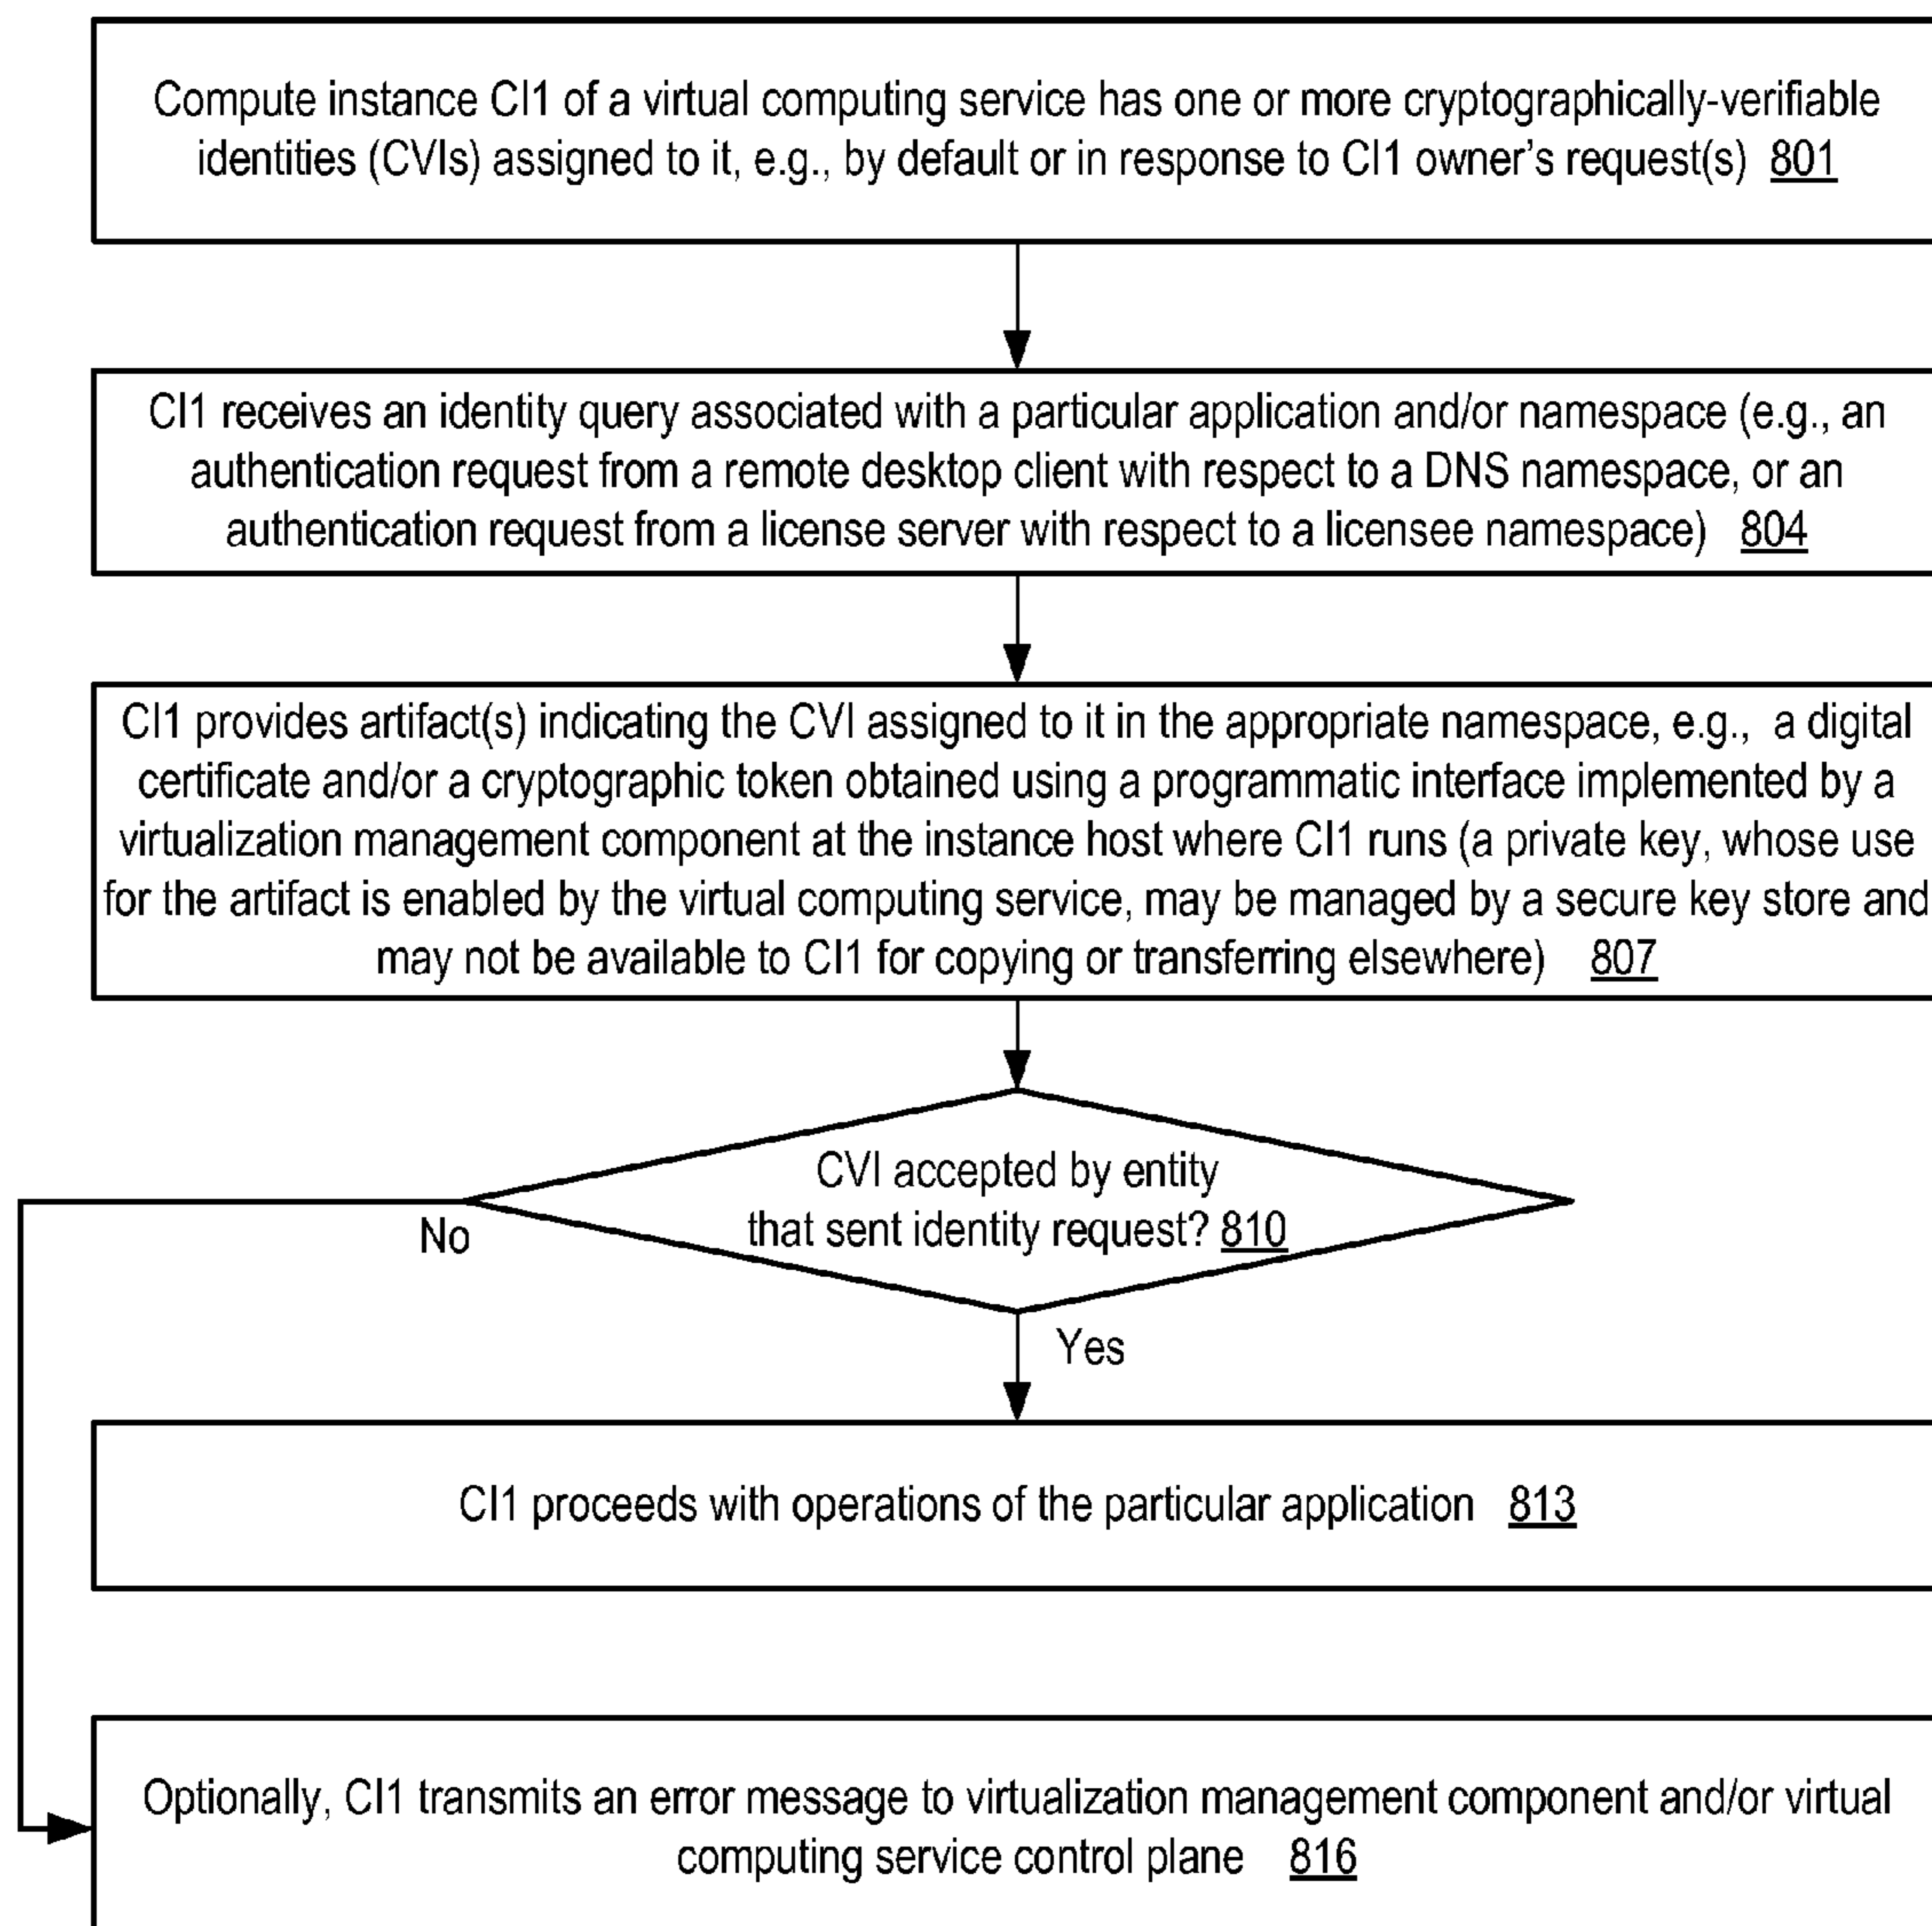 Compute instance CI1 of a virtual computing service has one or more cryptographically-verifiable
identities (CVIs) assigned to it, e.g., by default or in response to CI1 owner’s request(s) 801
CI1 receives an identity query associated with a particular application and/or namespace (e.g., an
authentication request from a remote desktop client with respect to a DNS namespace, or an
authentication request from a license server with respect to a licensee namespace) 804
CI1 provides artifact(s) indicating the CVI assigned to it in the appropriate namespace, e.g., a digital
certificate and/or a cryptographic token obtained using a programmatic interface implemented by a
virtualization management component at the instance host where CI1 runs (a private key, whose use
for the artifact is enabled by the virtual computing service, may be managed by a secure key store and
may not be available to CI1 for copying or transferring elsewhere) 807
CVI accepted by entity
that sent identity request? 810
No
Yes
CI1 proceeds with operations of the particular application 813
Optionally, CI1 transmits an error message to virtualization management component and/or virtual
computing service control plane 816